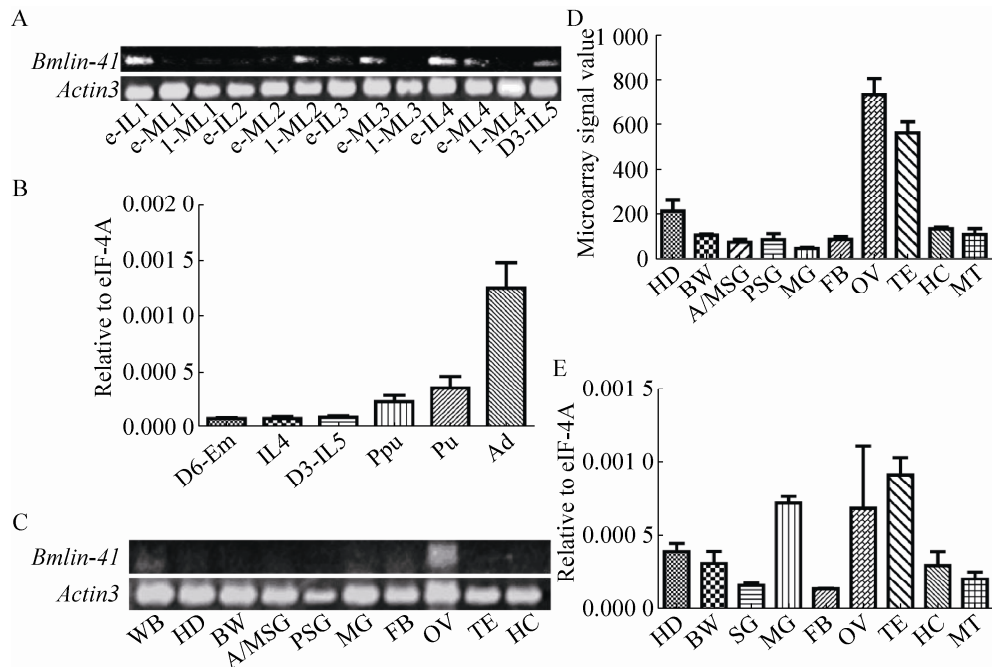 A
Bmlin-41
Actin3
e-IL1
e-ML1
1-ML1
e-IL2
e-ML2
1-ML2
e-IL3
e-ML3
1-ML3
e-IL4
e-ML4
1-ML4
D3-IL5
B
Relative to eIF-4A
0.002 0
0.001 5
0.001 0
0.000 5
0.000 0
D6-Em
IL4
D3-IL5
Ppu
Pu
Ad
C
Bmlin-41
Actin3
WB
HD
BW
A/MSG
PSG
MG
FB
OV
TE
HC
D
Microarray signal value
1 000
800
600
400
200
0
HD
BW
A/MSG
PSG
MG
FB
OV
TE
HC
MT
E
Relative to eIF-4A
0.001 5
0.001 0
0.000 5
0.000 0
HD
BW
SG
MG
FB
OV
TE
HC
MT